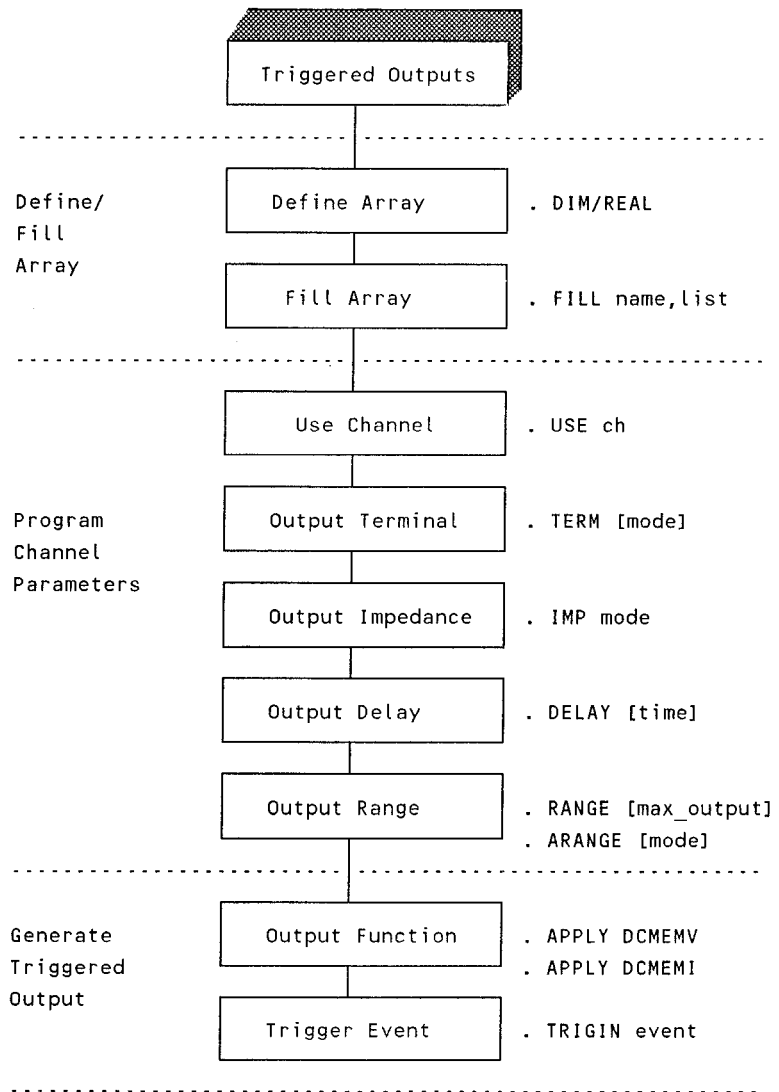 Triggered Outputs
Define/
Fill
Array
Define Array
. DIM/REAL
Fill Array
. FILL name,list
Program
Channel
Parameters
Use Channel
. USE ch
Output Terminal
. TERM [mode]
Output Impedance
. IMP mode
Output Delay
. DELAY [time]
Output Range
. RANGE [max_output]
. ARANGE [mode]
Generate
Triggered
Output
Output Function
. APPLY DCMEMV
. APPLY DCMEMI
Trigger Event
. TRIGIN event